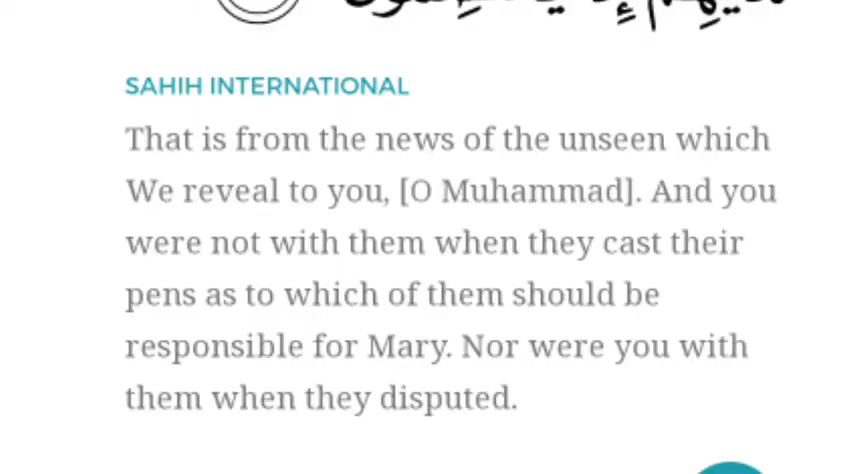 SAHIH INTERNATIONAL
That is from the news of the unseen which
We reveal to you, [O Muhammad]. And you
were not with them when they cast their
pens as to which of them should be
responsible for Mary. Nor were you with
them when they disputed.